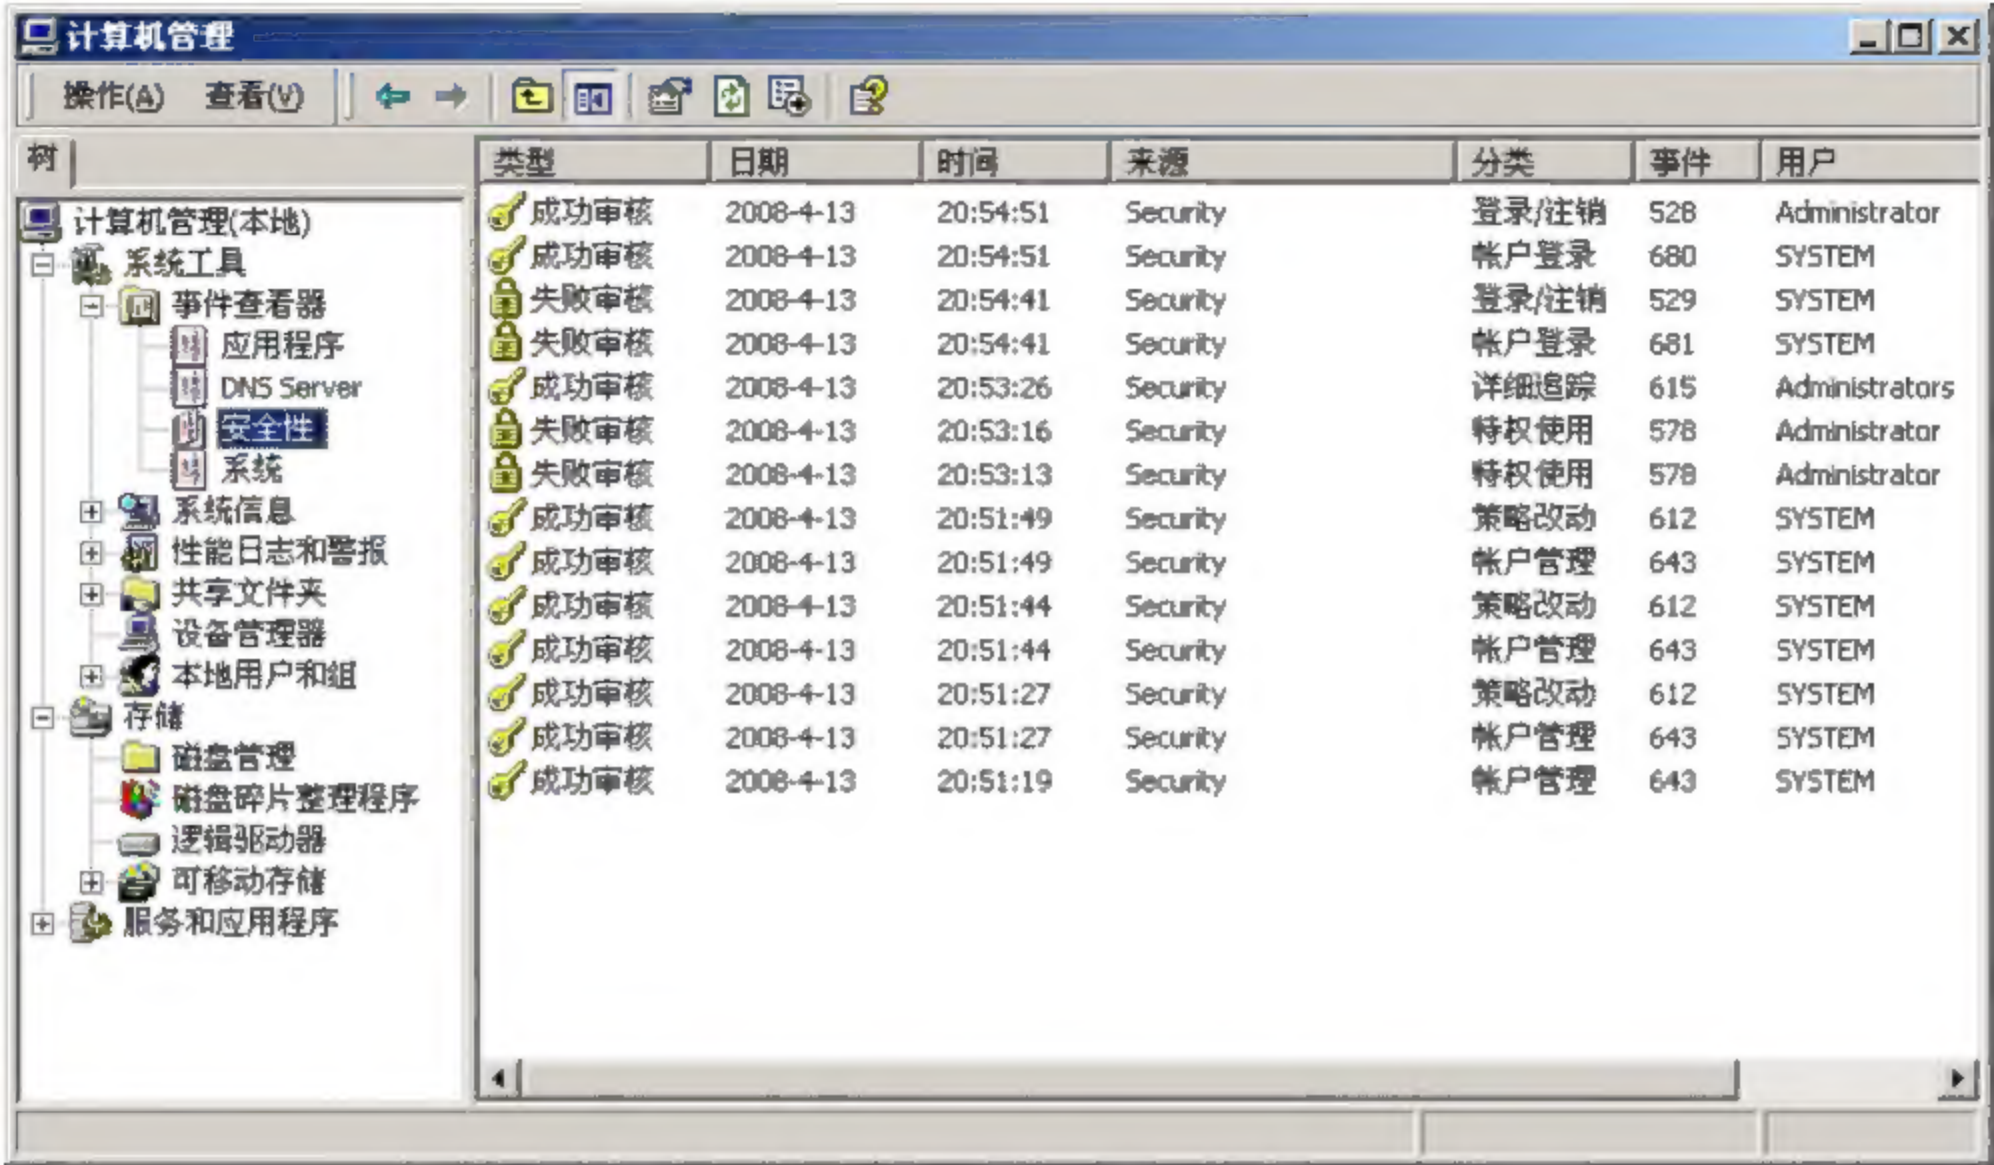 计算机管理
操作(A) 查看(V)
树
计算机管理(本地)
系统工具
事件查看器
应用程序
DNS Server
安全性
系统
系统信息
性能日志和警报
共享文件夹
设备管理器
本地用户和组
存储
磁盘管理
磁盘碎片整理程序
逻辑驱动器
可移动存储
服务和应用程序
类型 日期 时间 来源 分类 事件 用户
成功审核 2008-4-13 20:54:51 Security 登录/注销 528 Administrator
成功审核 2008-4-13 20:54:51 Security 帐户登录 680 SYSTEM
失败审核 2008-4-13 20:54:41 Security 登录/注销 529 SYSTEM
失败审核 2008-4-13 20:54:41 Security 帐户登录 681 SYSTEM
成功审核 2008-4-13 20:53:26 Security 详细追踪 615 Administrators
失败审核 2008-4-13 20:53:16 Security 特权使用 578 Administrator
失败审核 2008-4-13 20:53:13 Security 特权使用 578 Administrator
成功审核 2008-4-13 20:51:49 Security 策略改动 612 SYSTEM
成功审核 2008-4-13 20:51:49 Security 帐户管理 643 SYSTEM
成功审核 2008-4-13 20:51:44 Security 策略改动 612 SYSTEM
成功审核 2008-4-13 20:51:44 Security 帐户管理 643 SYSTEM
成功审核 2008-4-13 20:51:27 Security 策略改动 612 SYSTEM
成功审核 2008-4-13 20:51:27 Security 帐户管理 643 SYSTEM
成功审核 2008-4-13 20:51:19 Security 帐户管理 643 SYSTEM